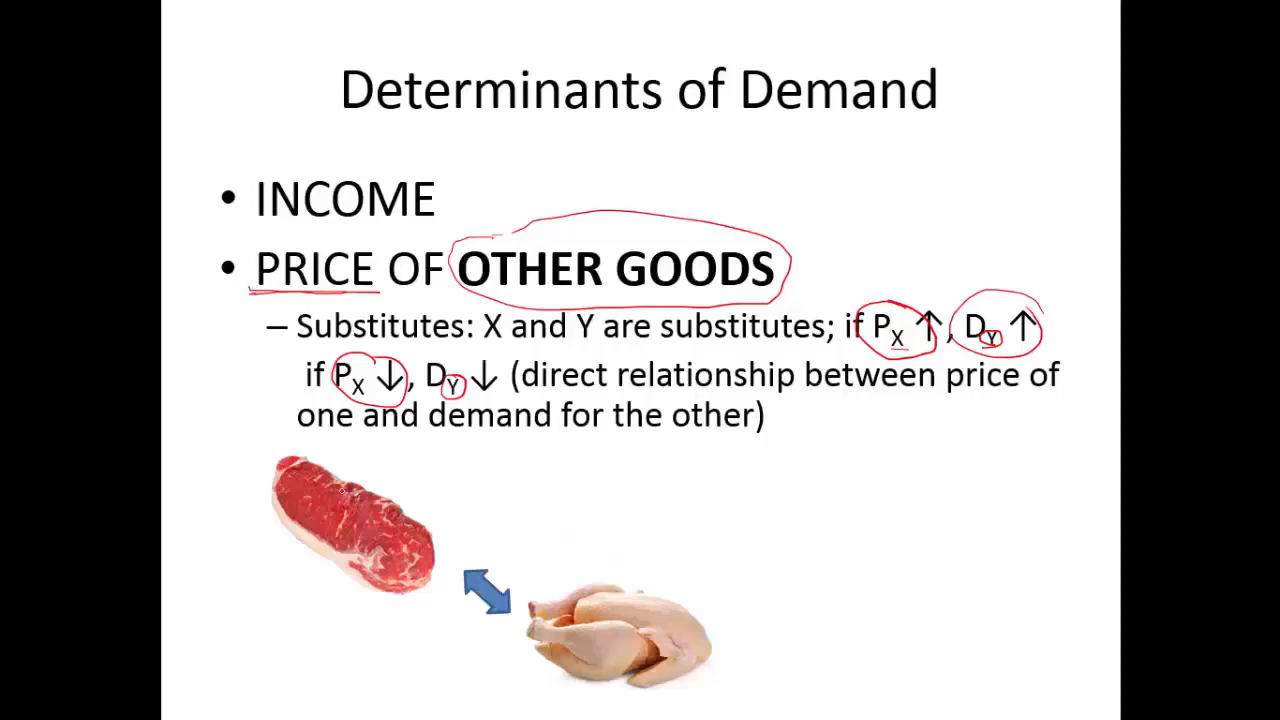 Determinants of Demand
• INCOME
• PRICE OF OTHER GOODS
– Substitutes: X and Y are substitutes; if PX ↑ , DY ↑
if PX ↓, DY ↓ (direct relationship between price of
one and demand for the other)